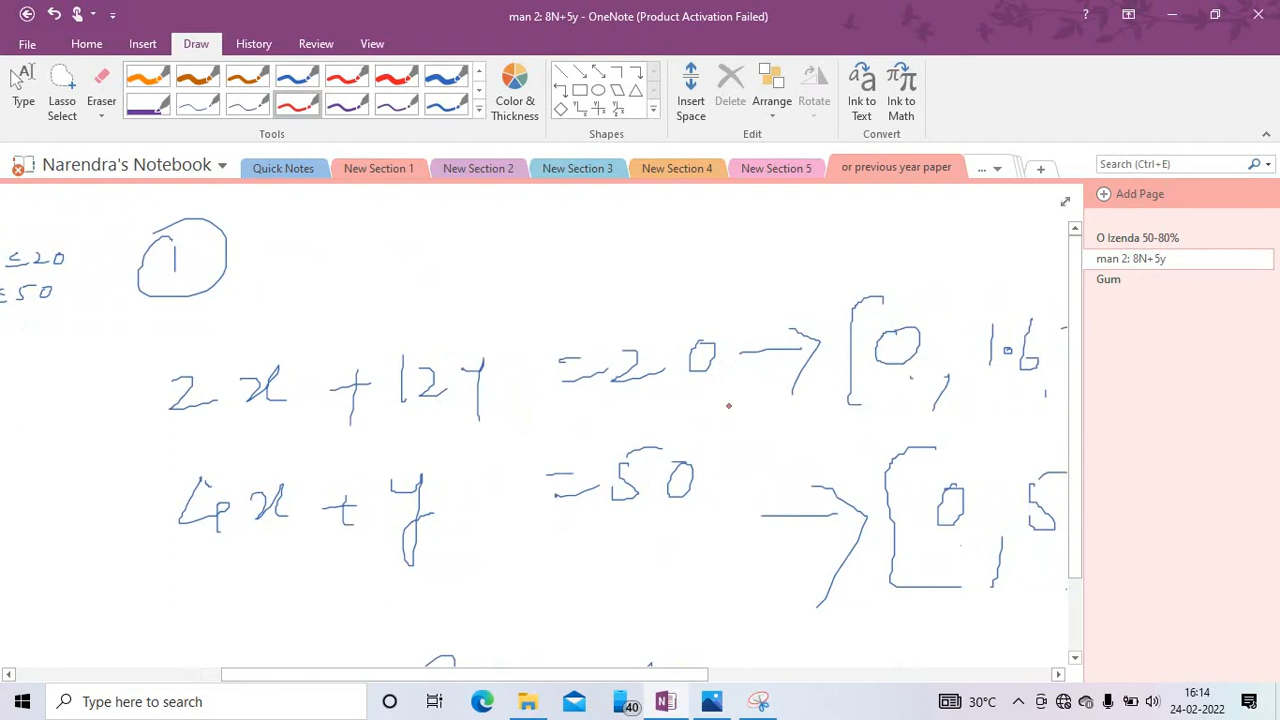 man 2: 8N+5y - OneNote (Product Activation Failed)
?
File Home Insert Draw History Review View
Type
Lasso Select
Eraser
Color & Thickness
Insert Space
Delete
Arrange
Rotate
Ink to Text
Ink to Math
Tools
Shapes
Edit
Convert
Narendra's Notebook
Quick Notes
New Section 1
New Section 2
New Section 3
New Section 4
New Section 5
or previous year paper
...
Search (Ctrl+E)
Add Page
O Izenda 50-80%
man 2: 8N+5y
Gum
≤20
≤50
1
2x + 12y = 20 → [0, 1.6
4x + y = 50 → [0, 5
Type here to search
40
30°C
16:14
24-02-2022